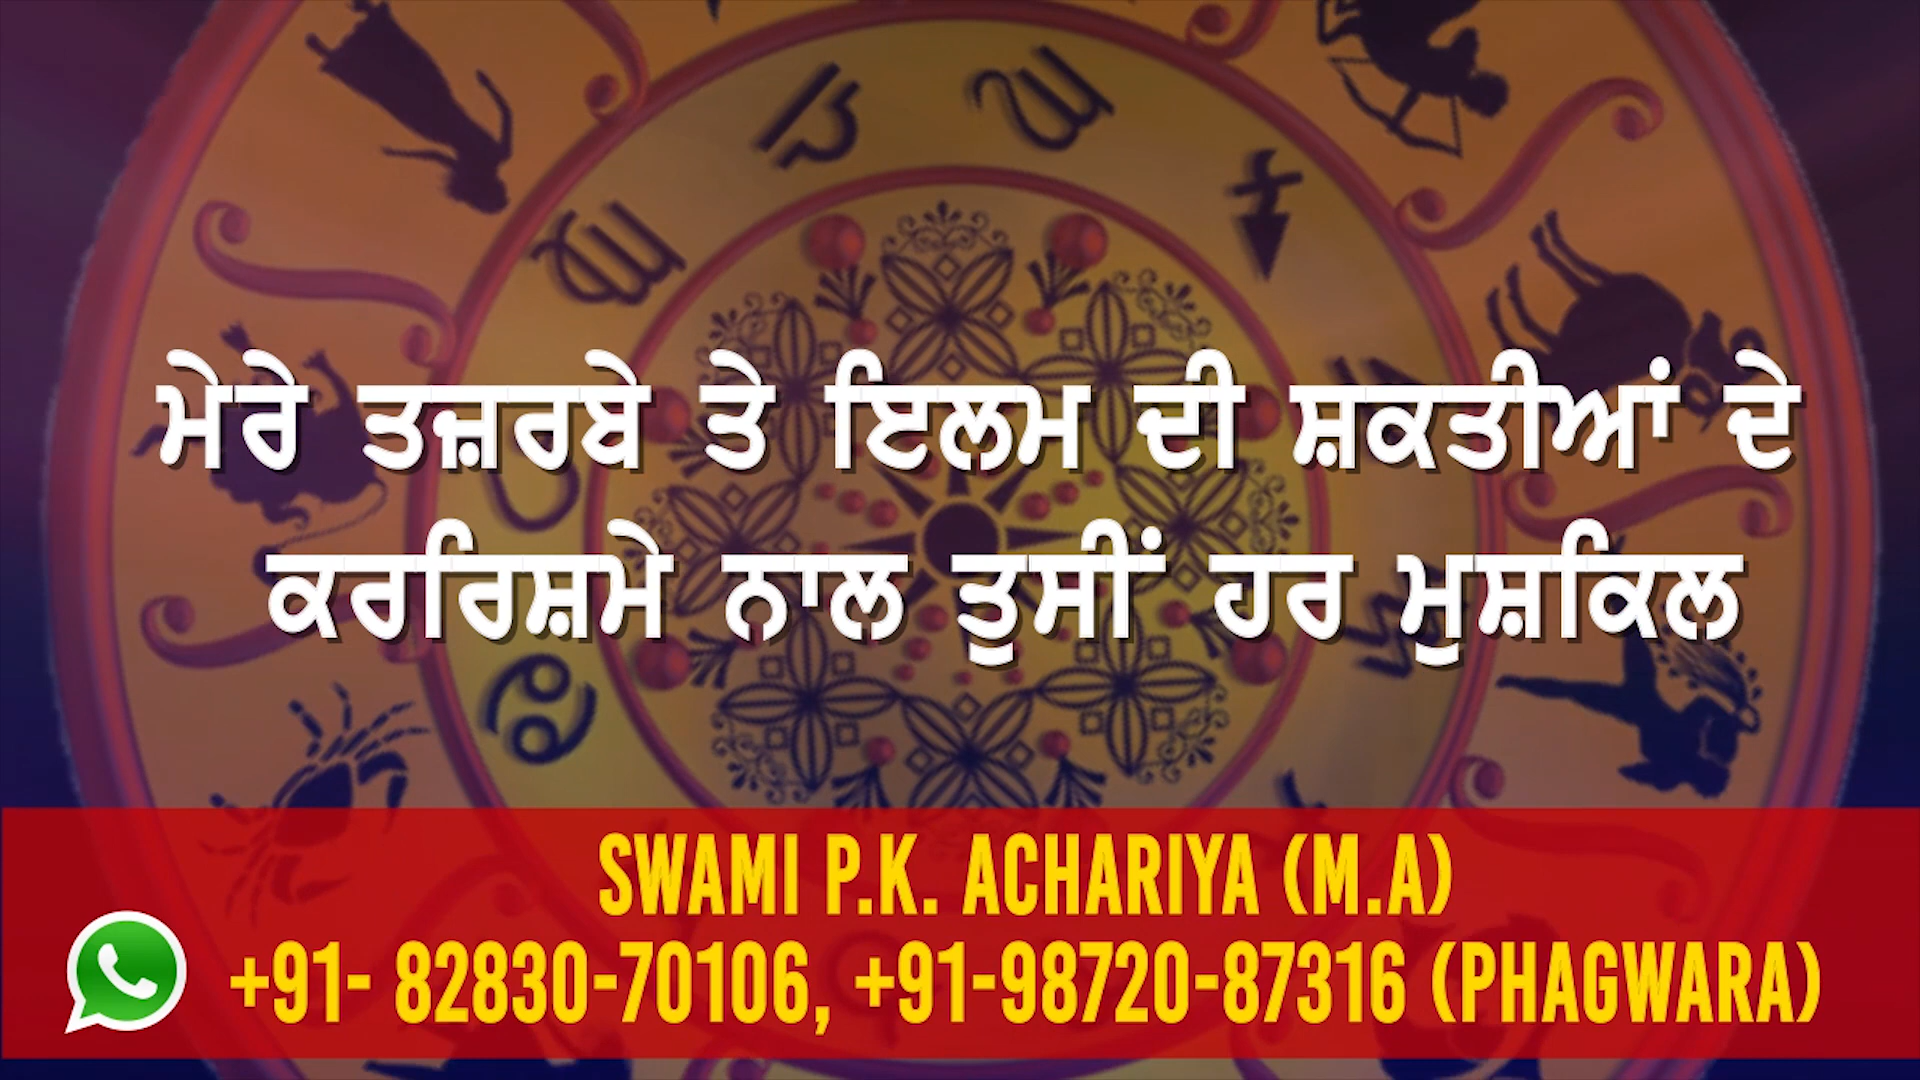 ਮੇਰੇ ਤਜ਼ਰਬੇ ਤੇ ਇਲਮ ਦੀ ਸ਼ਕਤੀਆਂ ਦੇ
ਕਰਰਿਸ਼ਮੇ ਨਾਲ ਤੁਸੀਂ ਹਰ ਮੁਸ਼ਕਿਲ
SWAMI P.K. ACHARIYA (M.A)
+91- 82830-70106, +91-98720-87316 (PHAGWARA)